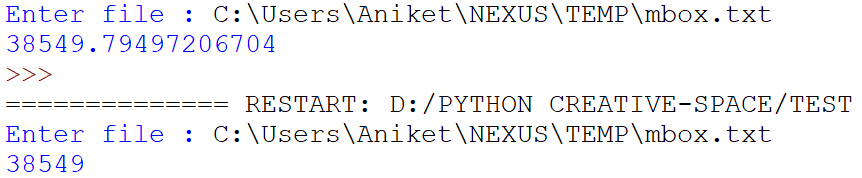 Enter file : C:\Users\Aniket\NEXUS\TEMP\mbox.txt
38549.79497206704
>>>
============== RESTART: D:/PYTHON CREATIVE-SPACE/TEST
Enter file : C:\Users\Aniket\NEXUS\TEMP\mbox.txt
38549